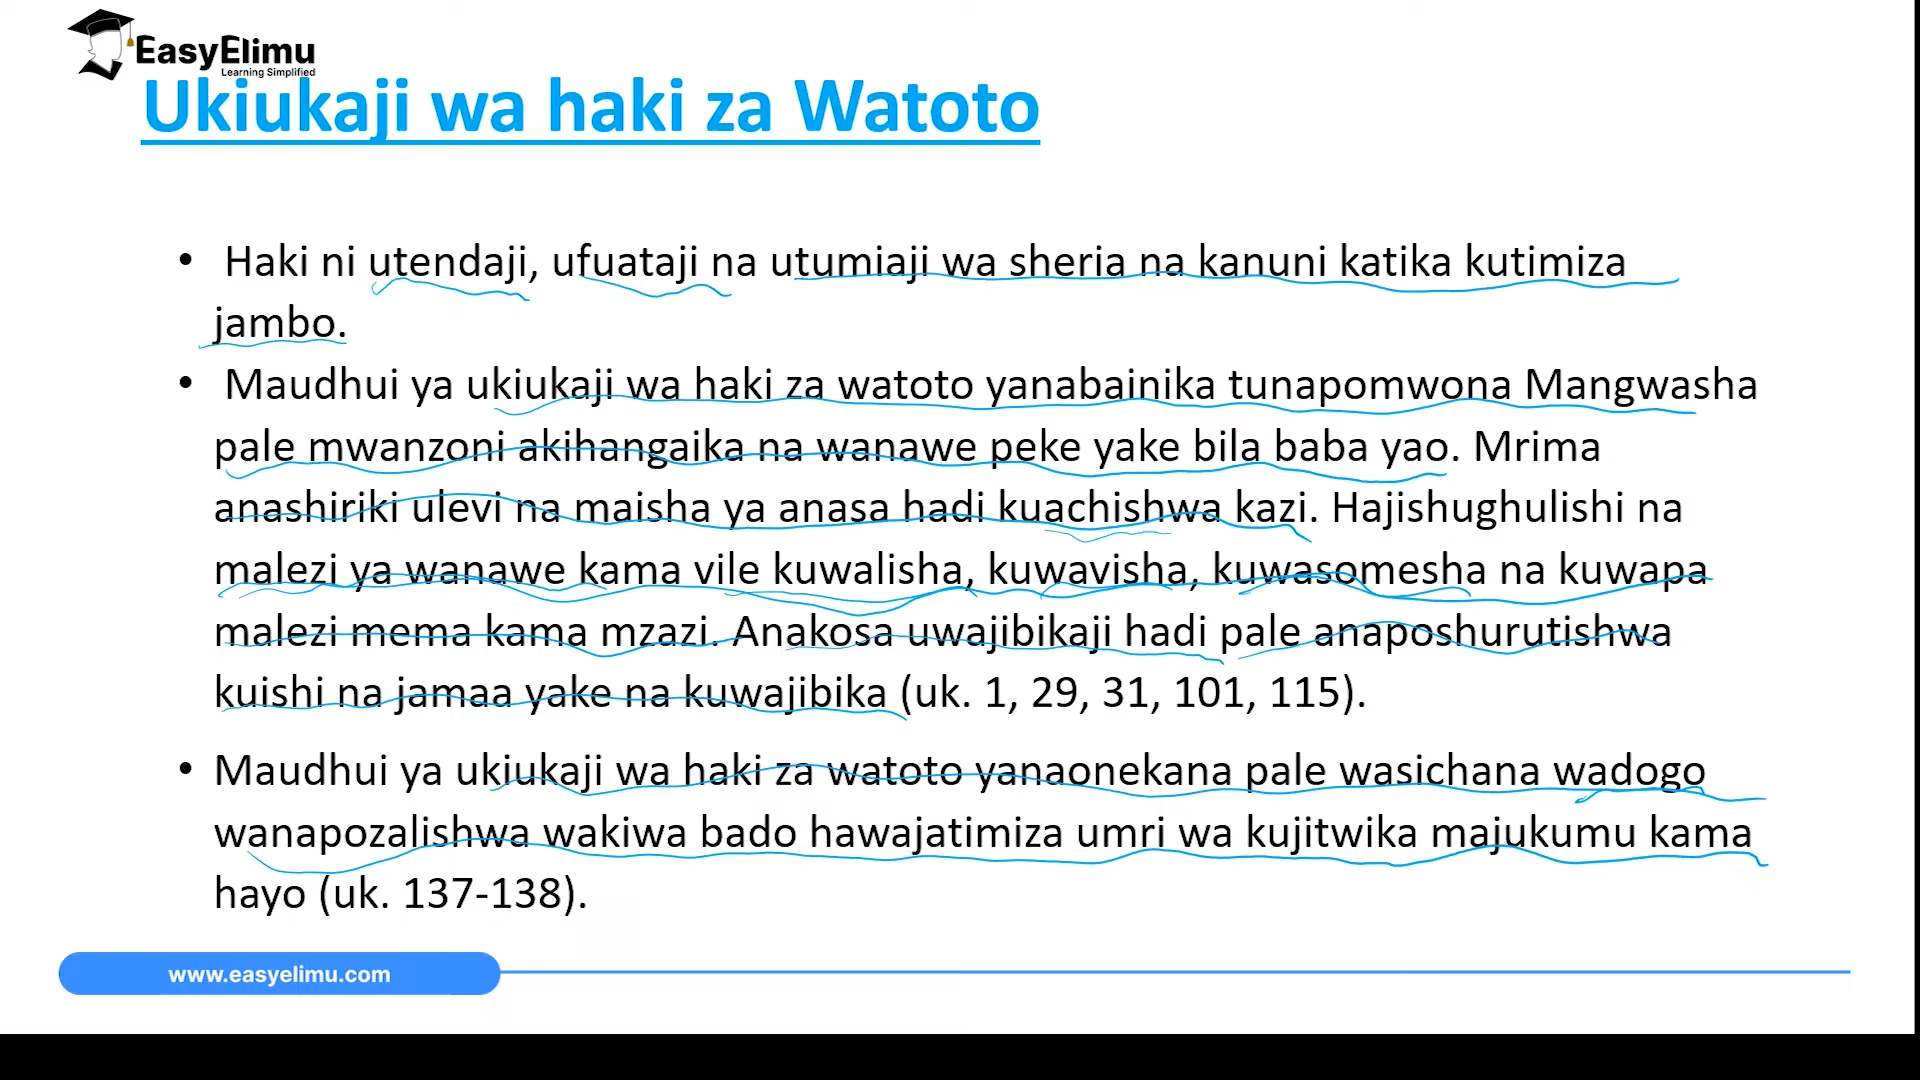 EasyElimu
Learning Simplified
Ukiukaji wa haki za Watoto
• Haki ni utendaji, ufuataji na utumiaji wa sheria na kanuni katika kutimiza
jambo.
• Maudhui ya ukiukaji wa haki za watoto yanabainika tunapomwona Mangwasha
pale mwanzoni akihangaika na wanawe peke yake bila baba yao. Mrima
anashiriki ulevi na maisha ya anasa hadi kuachishwa kazi. Hajishughulishi na
malezi ya wanawe kama vile kuwalisha, kuwavisha, kuwasomesha na kuwapa
malezi mema kama mzazi. Anakosa uwajibikaji hadi pale anaposhurutishwa
kuishi na jamaa yake na kuwajibika (uk. 1, 29, 31, 101, 115).
• Maudhui ya ukiukaji wa haki za watoto yanaonekana pale wasichana wadogo
wanapozalishwa wakiwa bado hawajatimiza umri wa kujitwika majukumu kama
hayo (uk. 137-138).
www.easyelimu.com